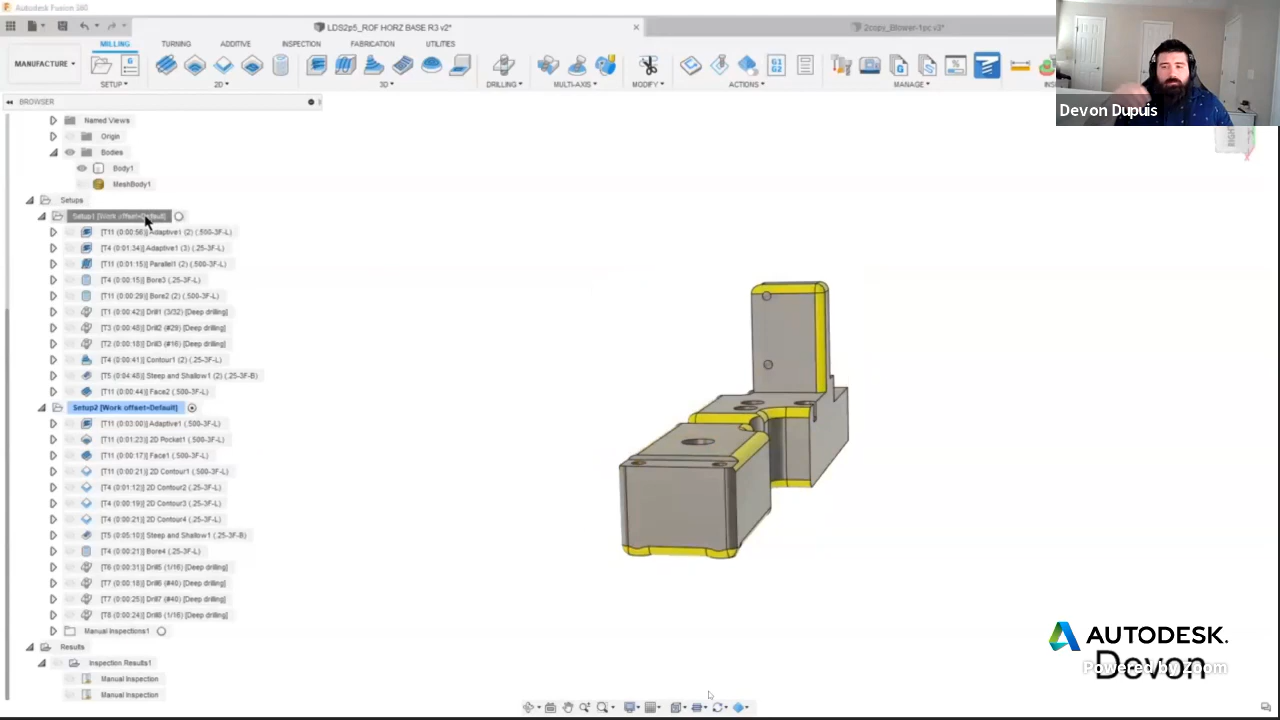 Autodesk Fusion 360
LDS2p5_ROF HORZ BASE R3 v2*
2copy_Blower-1pc v3*
MILLING TURNING ADDITIVE INSPECTION FABRICATION UTILITIES
MANUFACTURE
SETUP 2D 3D DRILLING MULTI-AXIS MODIFY ACTIONS MANAGE INS
Devon Dupuis
BROWSER
Named Views
Origin
Bodies
Body1
MeshBody1
Setups
Setup1 [Work offset=Default]
[T11 (0:00:56)] Adaptive1 (2) (.500-3F-L)
[T4 (0:01:34)] Adaptive1 (3) (.25-3F-L)
[T11 (0:01:15)] Parallel1 (2) (.500-3F-L)
[T4 (0:00:15)] Bore3 (.25-3F-L)
[T11 (0:00:29)] Bore2 (2) (.500-3F-L)
[T1 (0:00:42)] Drill1 (3/32) [Deep drilling]
[T3 (0:00:48)] Drill2 (#29) [Deep drilling]
[T2 (0:00:18)] Drill3 (#16) [Deep drilling]
[T4 (0:00:41)] Contour1 (2) (.25-3F-L)
[T5 (0:04:48)] Steep and Shallow1 (2) (.25-3F-B)
[T11 (0:00:44)] Face2 (.500-3F-L)
Setup2 [Work offset=Default]
[T11 (0:03:00)] Adaptive1 (.500-3F-L)
[T11 (0:01:23)] 2D Pocket1 (.500-3F-L)
[T11 (0:00:17)] Face1 (.500-3F-L)
[T11 (0:00:21)] 2D Contour1 (.500-3F-L)
[T4 (0:01:12)] 2D Contour2 (.25-3F-L)
[T4 (0:00:19)] 2D Contour3 (.25-3F-L)
[T4 (0:00:21)] 2D Contour4 (.25-3F-L)
[T5 (0:05:10)] Steep and Shallow1 (.25-3F-B)
[T4 (0:00:21)] Bore4 (.25-3F-L)
[T6 (0:00:31)] Drill5 (1/16) [Deep drilling]
[T7 (0:00:18)] Drill6 (#40) [Deep drilling]
[T7 (0:00:25)] Drill7 (#40) [Deep drilling]
[T8 (0:00:24)] Drill8 (1/16) [Deep drilling]
Manual Inspections1
Results
Inspection Results1
Manual Inspection
Manual Inspection
AUTODESK.
Devon
Powered by Zoom